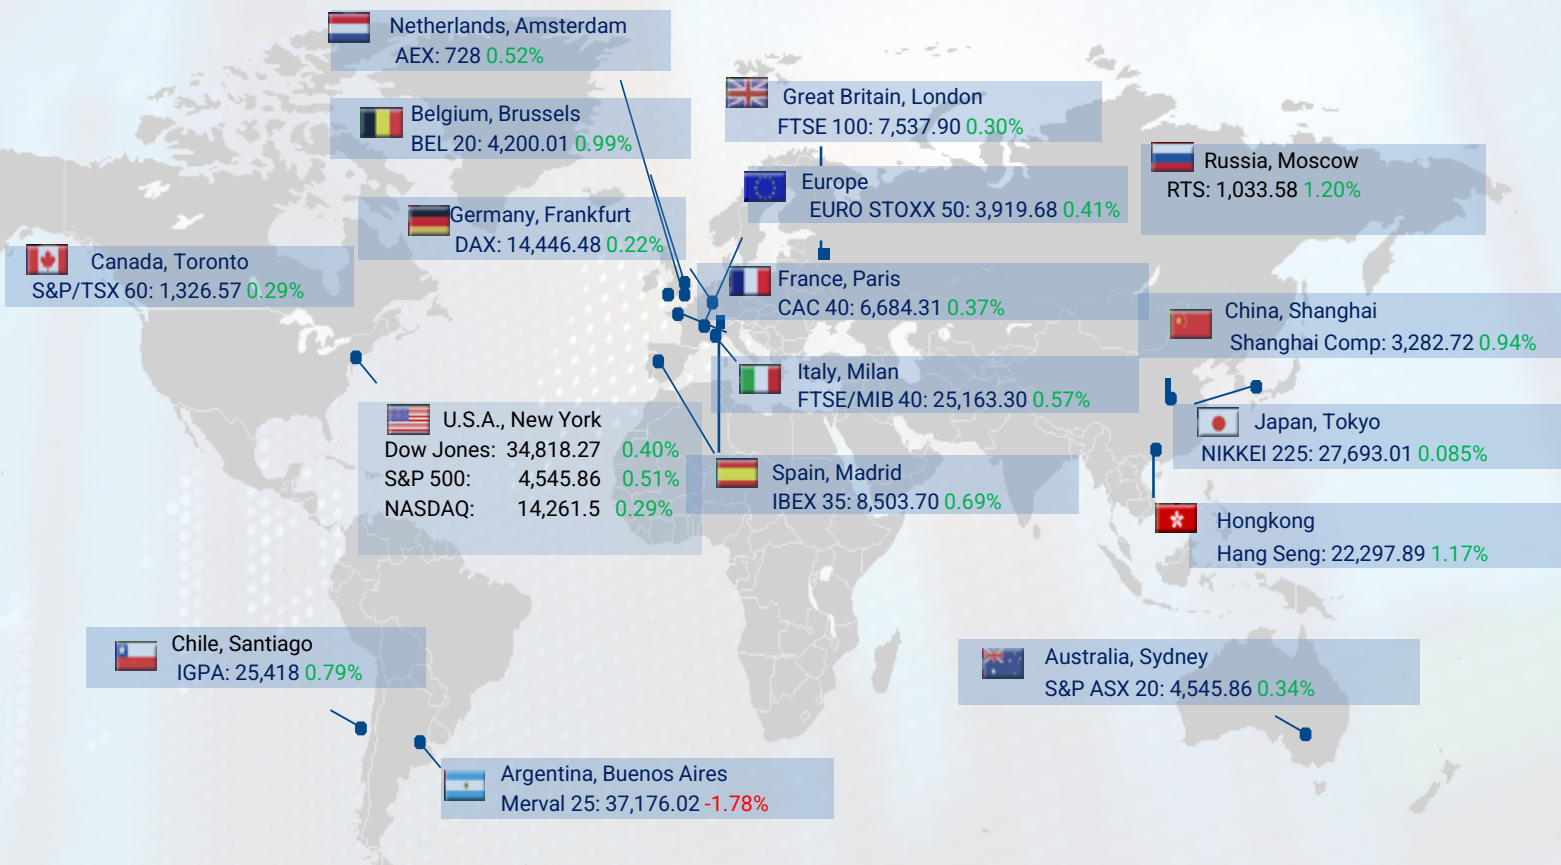 Netherlands, Amsterdam
AEX: 728 0.52%
Belgium, Brussels
BEL 20: 4,200.01 0.99%
Germany, Frankfurt
DAX: 14,446.48 0.22%
Canada, Toronto
S&P/TSX 60: 1,326.57 0.29%
Great Britain, London
FTSE 100: 7,537.90 0.30%
Europe
EURO STOXX 50: 3,919.68 0.41%
Russia, Moscow
RTS: 1,033.58 1.20%
France, Paris
CAC 40: 6,684.31 0.37%
China, Shanghai
Shanghai Comp: 3,282.72 0.94%
Italy, Milan
FTSE/MIB 40: 25,163.30 0.57%
Japan, Tokyo
NIKKEI 225: 27,693.01 0.085%
U.S.A., New York
Dow Jones: 34,818.27 0.40%
S&P 500: 4,545.86 0.51%
NASDAQ: 14,261.5 0.29%
Spain, Madrid
IBEX 35: 8,503.70 0.69%
Hongkong
Hang Seng: 22,297.89 1.17%
Chile, Santiago
IGPA: 25,418 0.79%
Australia, Sydney
S&P ASX 20: 4,545.86 0.34%
Argentina, Buenos Aires
Merval 25: 37,176.02 -1.78%